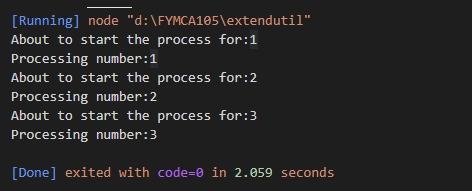 [Running] node "d:\FYMCA105\extendutil"
About to start the process for:1
Processing number:1
About to start the process for:2
Processing number:2
About to start the process for:3
Processing number:3
[Done] exited with code=0 in 2.059 seconds